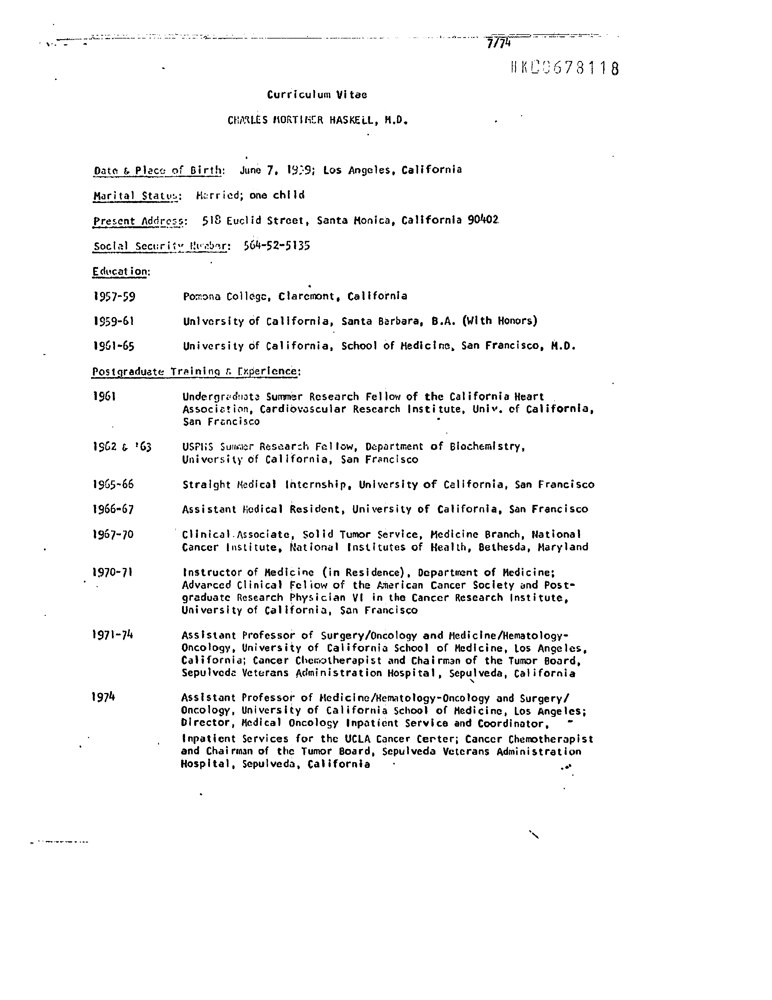 7/74
HK00678118
Curriculum Vitae
CHARLES MORTIMER HASKELL, M.D.
Date & Place of Birth: June 7, 1939; Los Angeles, California
Marital Status: Married; one child
Present Address: 518 Euclid Street, Santa Monica, California 90402
Social Security Number: 564-52-5135
Education:
1957-59 Pomona College, Claremont, California
1959-61 University of California, Santa Barbara, B.A. (With Honors)
1961-65 University of California, School of Medicine, San Francisco, M.D.
Postgraduate Training & Experience:
1961 Undergraduate Summer Research Fellow of the California Heart
Association, Cardiovascular Research Institute, Univ. of California,
San Francisco
1962 & '63 USPHS Summer Research Fellow, Department of Biochemistry,
University of California, San Francisco
1965-66 Straight Medical Internship, University of California, San Francisco
1966-67 Assistant Medical Resident, University of California, San Francisco
1967-70 Clinical Associate, Solid Tumor Service, Medicine Branch, National
Cancer Institute, National Institutes of Health, Bethesda, Maryland
1970-71 Instructor of Medicine (in Residence), Department of Medicine;
Advanced Clinical Fellow of the American Cancer Society and Post-
graduate Research Physician VI in the Cancer Research Institute,
University of California, San Francisco
1971-74 Assistant Professor of Surgery/Oncology and Medicine/Hematology-
Oncology, University of California School of Medicine, Los Angeles,
California; Cancer Chemotherapist and Chairman of the Tumor Board,
Sepulveda Veterans Administration Hospital, Sepulveda, California
1974 Assistant Professor of Medicine/Hematology-Oncology and Surgery/
Oncology, University of California School of Medicine, Los Angeles;
Director, Medical Oncology Inpatient Service and Coordinator,
Inpatient Services for the UCLA Cancer Center; Cancer Chemotherapist
and Chairman of the Tumor Board, Sepulveda Veterans Administration
Hospital, Sepulveda, California